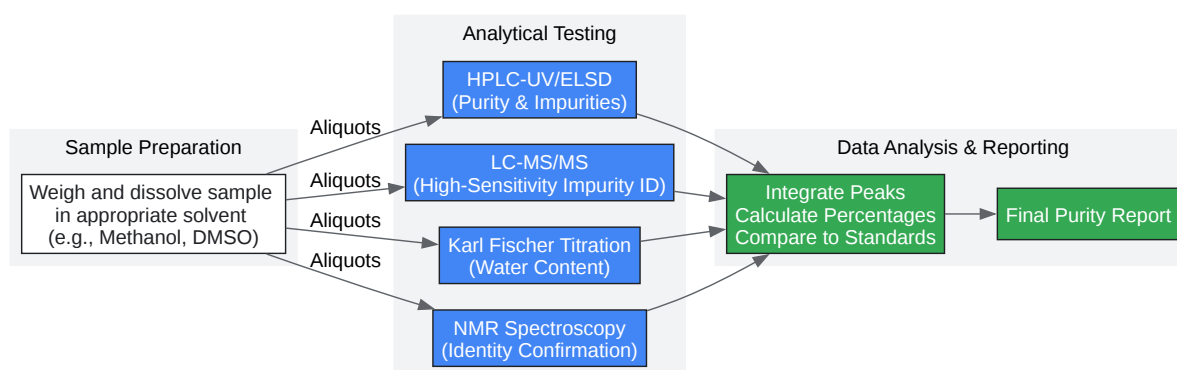 Sample Preparation
Weigh and dissolve sample
in appropriate solvent
(e.g., Methanol, DMSO)
Aliquots
Aliquots
Aliquots
Aliquots
Analytical Testing
HPLC-UV/ELSD
(Purity & Impurities)
LC-MS/MS
(High-Sensitivity Impurity ID)
Karl Fischer Titration
(Water Content)
NMR Spectroscopy
(Identity Confirmation)
Data Analysis & Reporting
Integrate Peaks
Calculate Percentages
Compare to Standards
Final Purity Report